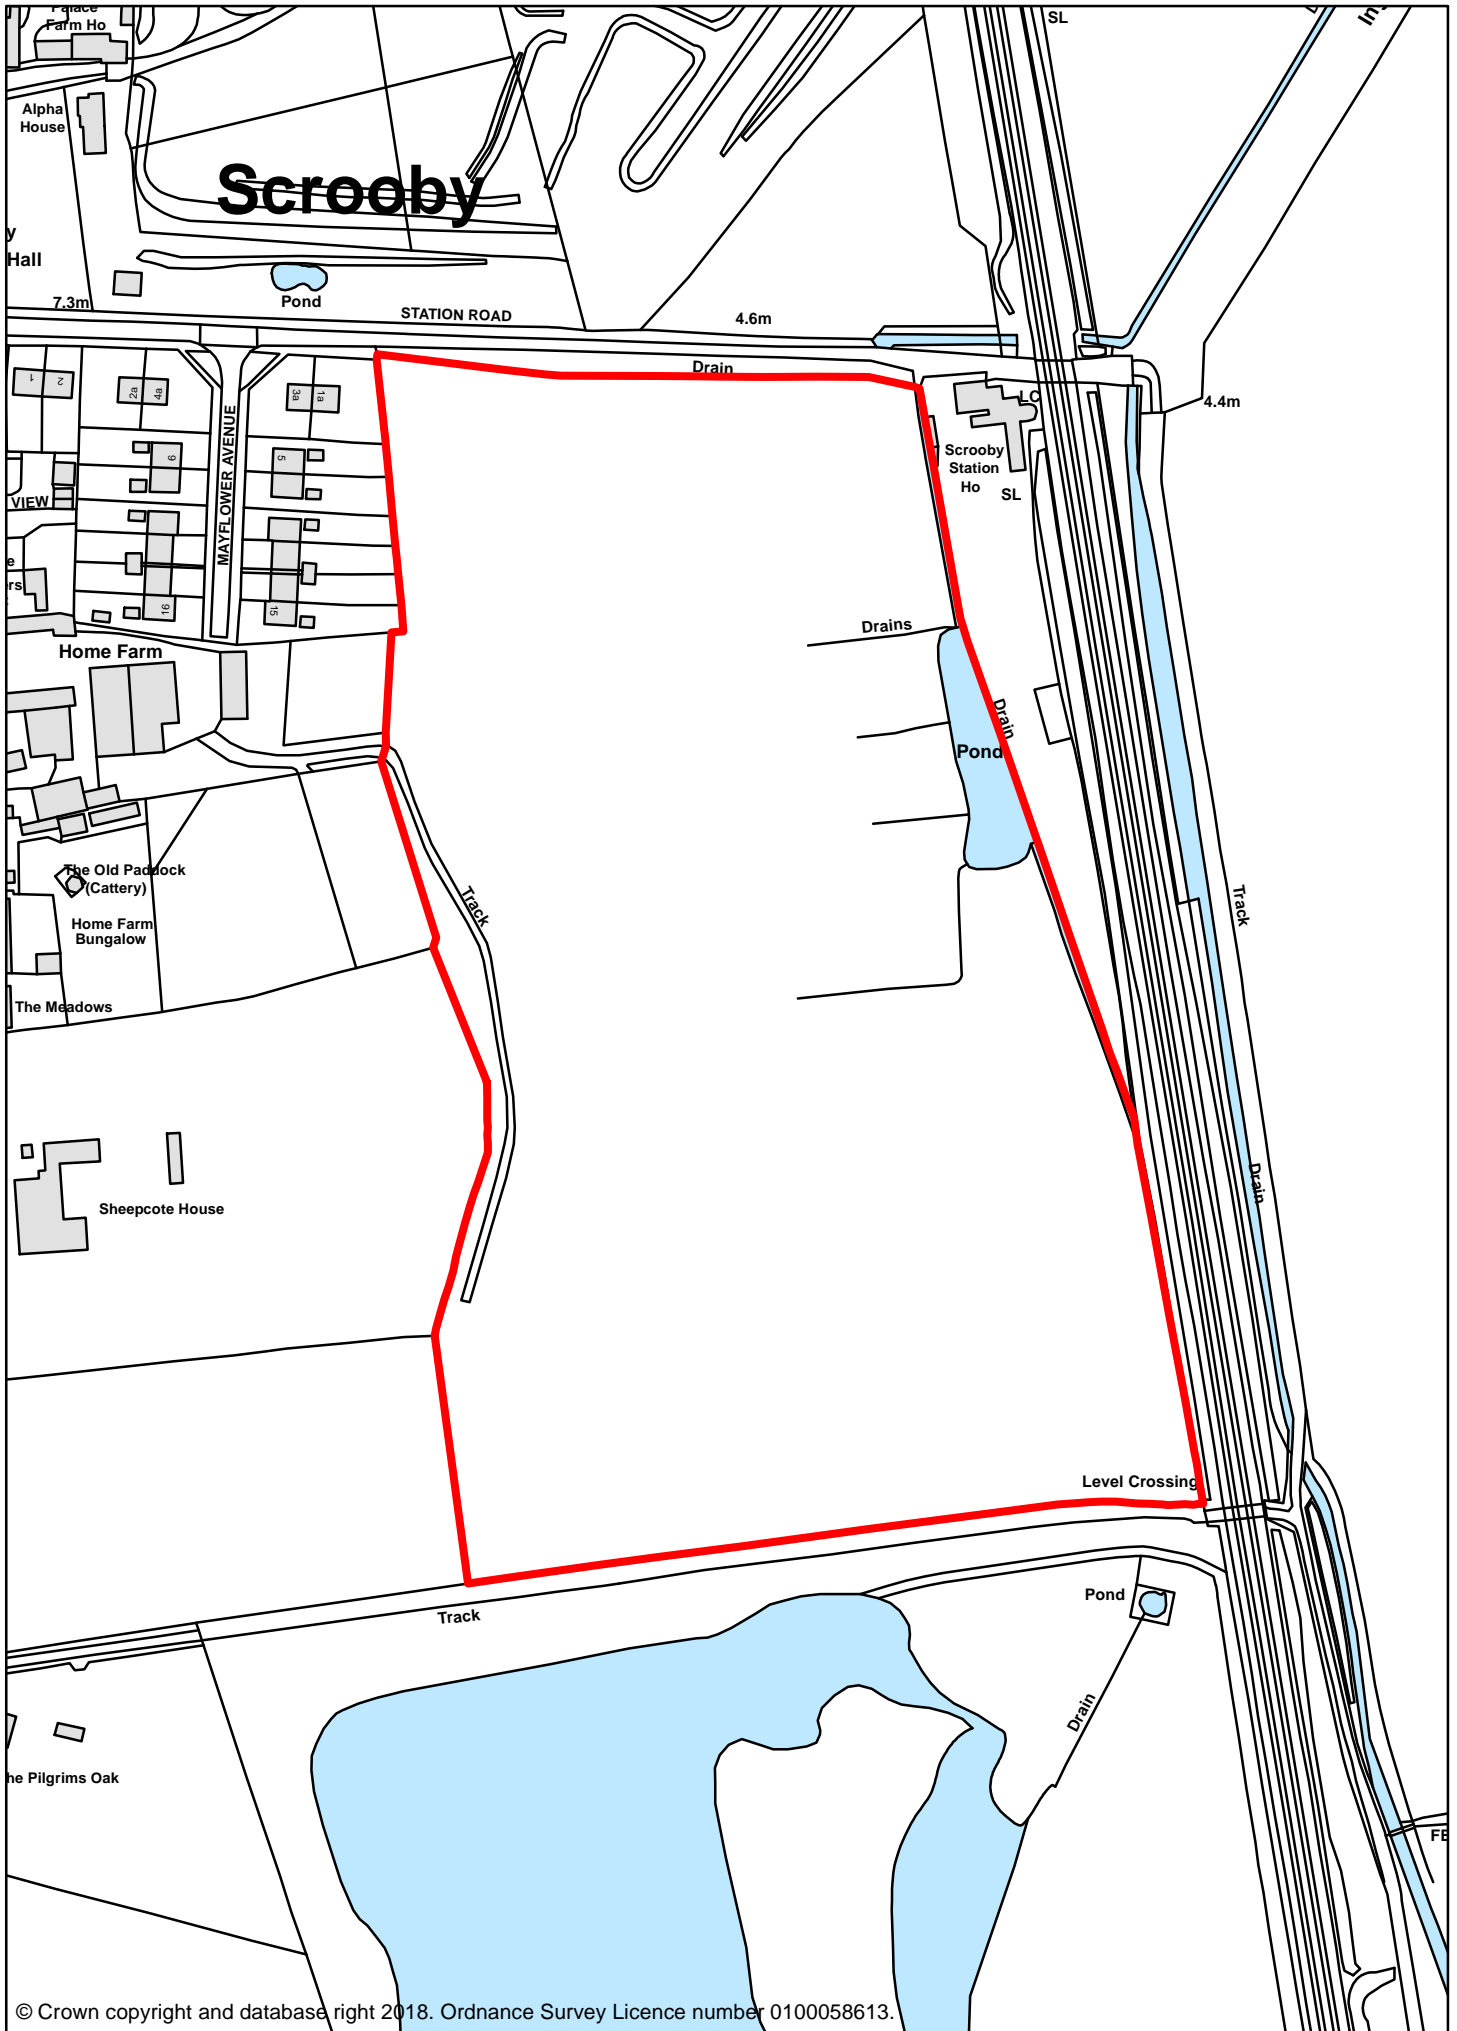 Palace
Farm Ho
SL
Alpha
House
Scrooby
y
Hall
Pond
7.3m
STATION ROAD
4.6m
Drain
1
2
2a
4a
3a
1a
LC
4.4m
MAYFLOWER AVENUE
9
5
Scrooby
Station
Ho
SL
VIEW
e
rs
16
15
Drains
Home Farm
Drain
Pond
The Old Paddock
(Cattery)
Track
Track
Home Farm
Bungalow
The Meadows
Drain
Sheepcote House
Level Crossing
Pond
Track
Drain
he Pilgrims Oak
FB
© Crown copyright and database right 2018. Ordnance Survey Licence number 0100058613.